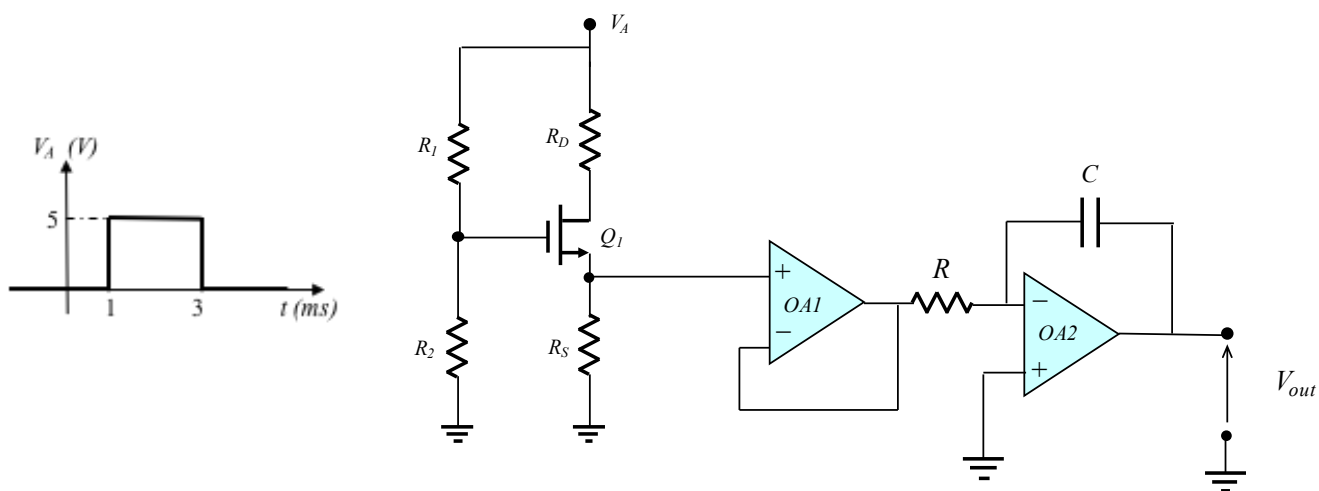 V_A (V)
5
1
3
t (ms)
V_A
R_1
R_D
Q_1
R_2
R_S
+
OA1
−
R
C
−
OA2
+
V_out